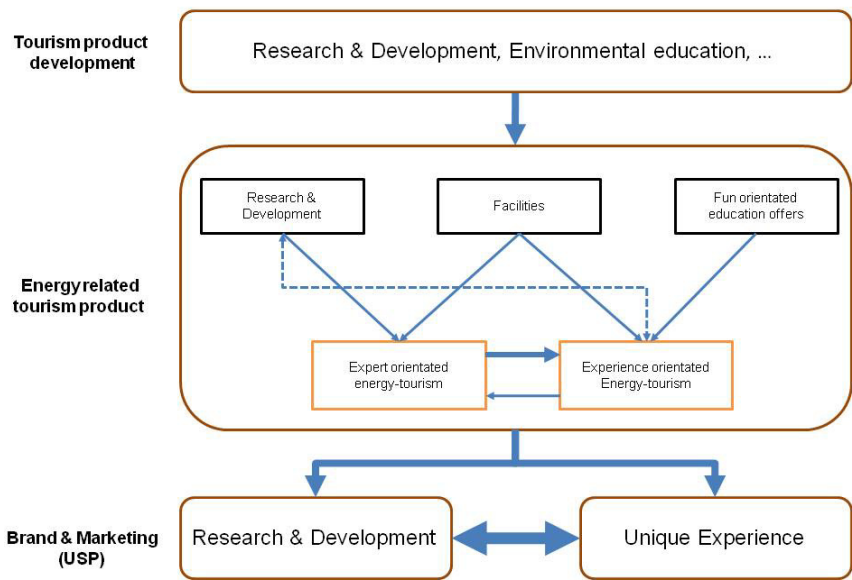 Tourism product
development
Research & Development, Environmental education, ...
Research &
Development
Facilities
Fun orientated
education offers
Energy related
tourism product
Expert orientated
energy-tourism
Experience orientated
Energy-tourism
Brand & Marketing
(USP)
Research & Development
Unique Experience